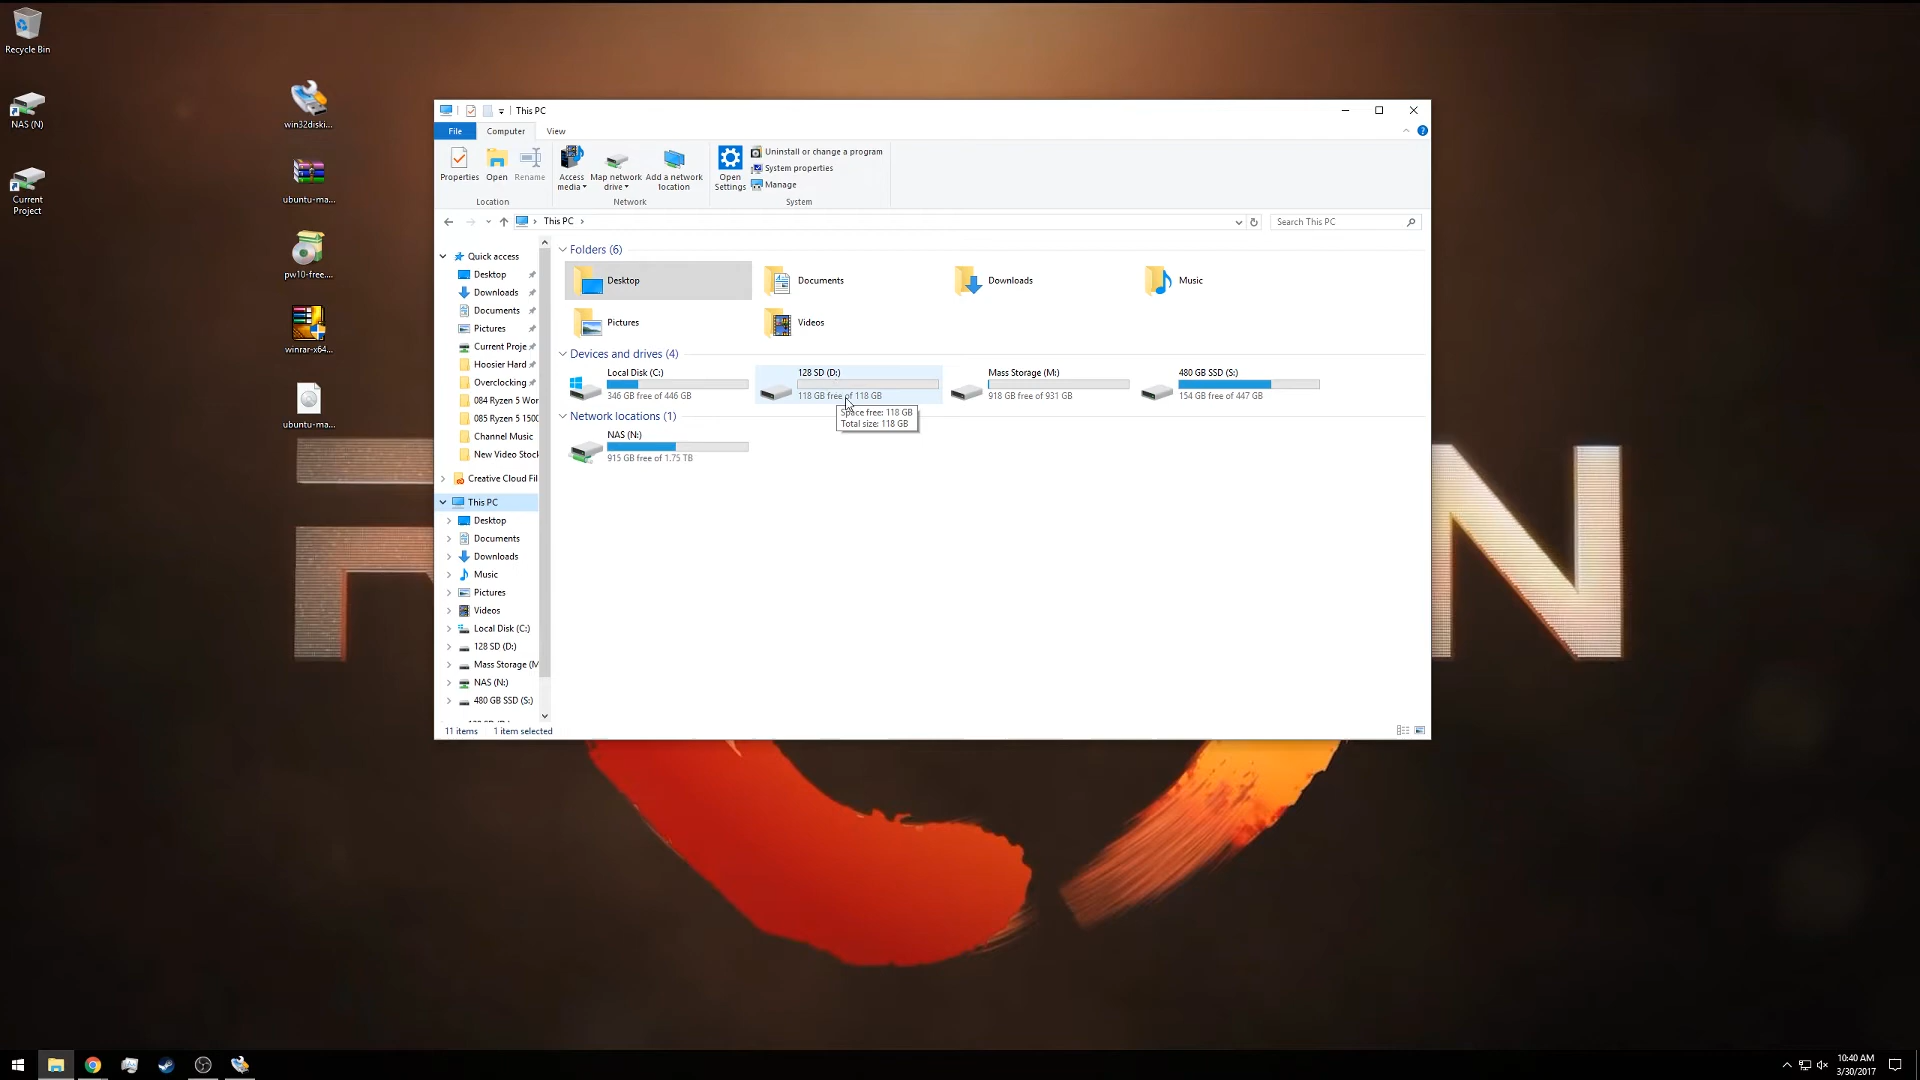 Recycle Bin
NAS (N)
Current
Project
win32diski...
ubuntu-ma...
pw10-free....
winrar-x64...
ubuntu-ma...
This PC
File
Computer
View
Properties
Open
Rename
Access
media
Map network
drive
Add a network
location
Open
Settings
Uninstall or change a program
System properties
Manage
Location
Network
System
This PC
Search This PC
Quick access
Desktop
Downloads
Documents
Pictures
Current Proje
Hoosier Hard
Overclocking
084 Ryzen 5 Wor
085 Ryzen 5 1500
Channel Music
New Video Stock
Creative Cloud Fil
This PC
Desktop
Documents
Downloads
Music
Pictures
Videos
Local Disk (C:)
128 SD (D:)
Mass Storage (M
NAS (N:)
480 GB SSD (S:)
Folders (6)
Desktop
Documents
Downloads
Music
Pictures
Videos
Devices and drives (4)
Local Disk (C:)
346 GB free of 446 GB
128 SD (D:)
118 GB free of 118 GB
Mass Storage (M:)
918 GB free of 931 GB
480 GB SSD (S:)
154 GB free of 447 GB
Space free: 118 GB
Total size: 118 GB
Network locations (1)
NAS (N:)
915 GB free of 1.75 TB
11 items
1 item selected
N
10:40 AM
3/30/2017